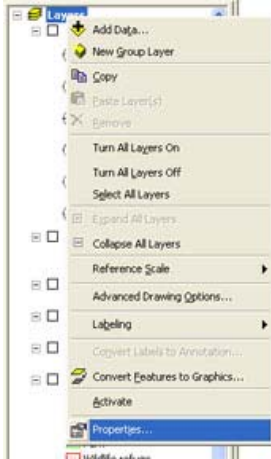 Layers
Add Data...
New Group Layer
Copy
Paste Layer(s)
Remove
Turn All Layers On
Turn All Layers Off
Select All Layers
Expand All Layers
Collapse All Layers
Reference Scale
Advanced Drawing Options...
Labeling
Convert Labels to Annotation...
Convert Features to Graphics...
Activate
Properties...
Wildlife refuge